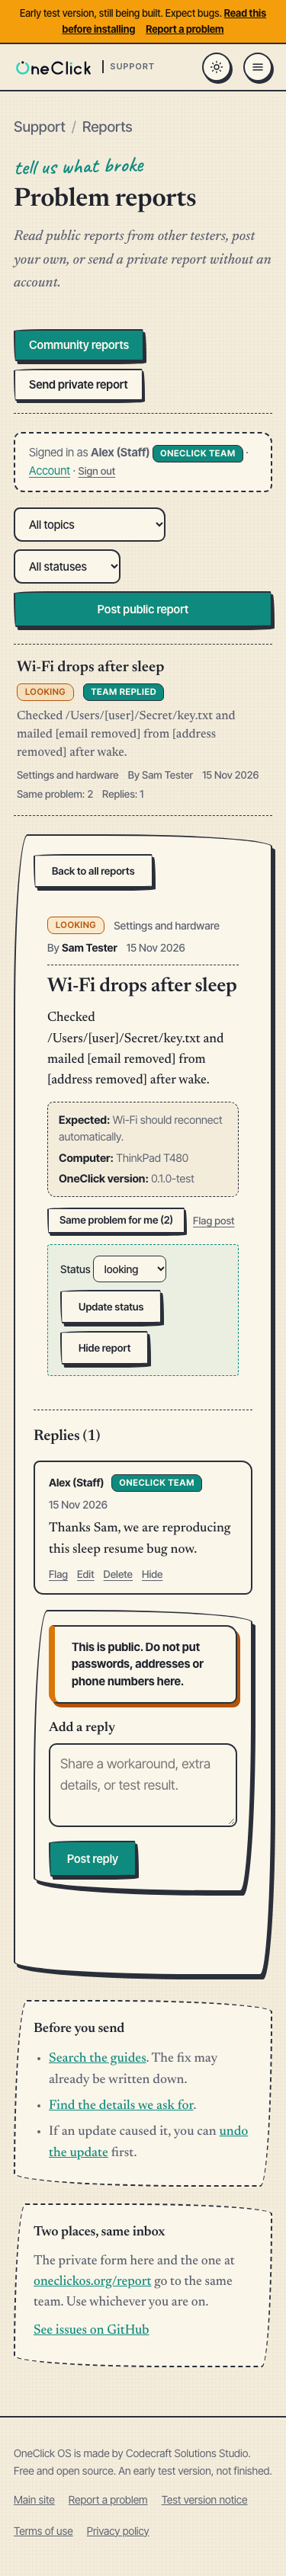 Early test version, still being built. Expect bugs. Read this
before installing Report a problem
OneClick SUPPORT
Support / Reports
tell us what broke
Problem reports
Read public reports from other testers, post
your own, or send a private report without an
account.
Community reports
Send private report
Signed in as Alex (Staff) ONECLICK TEAM ·
Account · Sign out
All topics
All statuses
Post public report
Wi-Fi drops after sleep
LOOKING TEAM REPLIED
Checked /Users/[user]/Secret/key.txt and
mailed [email removed] from [address
removed] after wake.
Settings and hardware By Sam Tester 15 Nov 2026
Same problem: 2 Replies: 1
Back to all reports
LOOKING Settings and hardware
By Sam Tester 15 Nov 2026
Wi-Fi drops after sleep
Checked
/Users/[user]/Secret/key.txt and
mailed [email removed] from
[address removed] after wake.
Expected: Wi-Fi should reconnect
automatically.
Computer: ThinkPad T480
OneClick version: 0.1.0-test
Same problem for me (2) Flag post
Status looking
Update status
Hide report
Replies (1)
Alex (Staff) ONECLICK TEAM
15 Nov 2026
Thanks Sam, we are reproducing
this sleep resume bug now.
Flag Edit Delete Hide
This is public. Do not put
passwords, addresses or
phone numbers here.
Add a reply
Share a workaround, extra
details, or test result.
Post reply
Before you send
• Search the guides. The fix may
already be written down.
• Find the details we ask for.
• If an update caused it, you can undo
the update first.
Two places, same inbox
The private form here and the one at
oneclickos.org/report go to the same
team. Use whichever you are on.
See issues on GitHub
OneClick OS is made by Codecraft Solutions Studio.
Free and open source. An early test version, not finished.
Main site Report a problem Test version notice
Terms of use Privacy policy